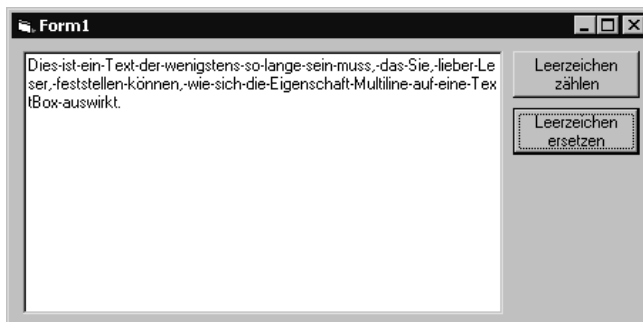 Form1
Dies-ist-ein-Text-der-wenigstens-so-lange-sein-muss,-das-Sie,-lieber-Le
ser,-feststellen-können,-wie-sich-die-Eigenschaft-Multiline-auf-eine-Tex
tBox-auswirkt.
Leerzeichen
zählen
Leerzeichen
ersetzen